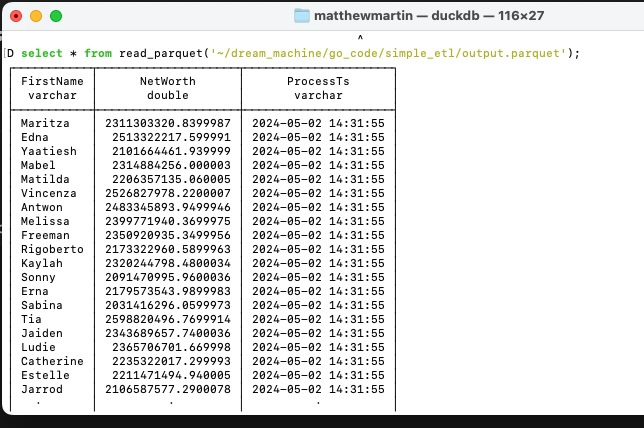 matthewmartin — duckdb — 116×27
^
D select * from read_parquet('~/dream_machine/go_code/simple_etl/output.parquet');
FirstName NetWorth ProcessTs
varchar double varchar
Maritza 2311303320.8399987 2024-05-02 14:31:55
Edna 2513322217.599991 2024-05-02 14:31:55
Yaatiesh 2101664461.939999 2024-05-02 14:31:55
Mabel 2314884256.000003 2024-05-02 14:31:55
Matilda 2206357135.060005 2024-05-02 14:31:55
Vincenza 2526827978.2200007 2024-05-02 14:31:55
Antwon 2483345893.9499946 2024-05-02 14:31:55
Melissa 2399771940.3699975 2024-05-02 14:31:55
Freeman 2350920935.3499956 2024-05-02 14:31:55
Rigoberto 2173322960.5899963 2024-05-02 14:31:55
Kaylah 2320244798.4800034 2024-05-02 14:31:55
Sonny 2091470995.9600036 2024-05-02 14:31:55
Erna 2179573543.9899983 2024-05-02 14:31:55
Sabina 2031416296.0599973 2024-05-02 14:31:55
Tia 2598820496.7699914 2024-05-02 14:31:55
Jaiden 2343689657.7400036 2024-05-02 14:31:55
Ludie 2365706701.669998 2024-05-02 14:31:55
Catherine 2235322017.299993 2024-05-02 14:31:55
Estelle 2211471494.940005 2024-05-02 14:31:55
Jarrod 2106587577.2900078 2024-05-02 14:31:55
· · ·